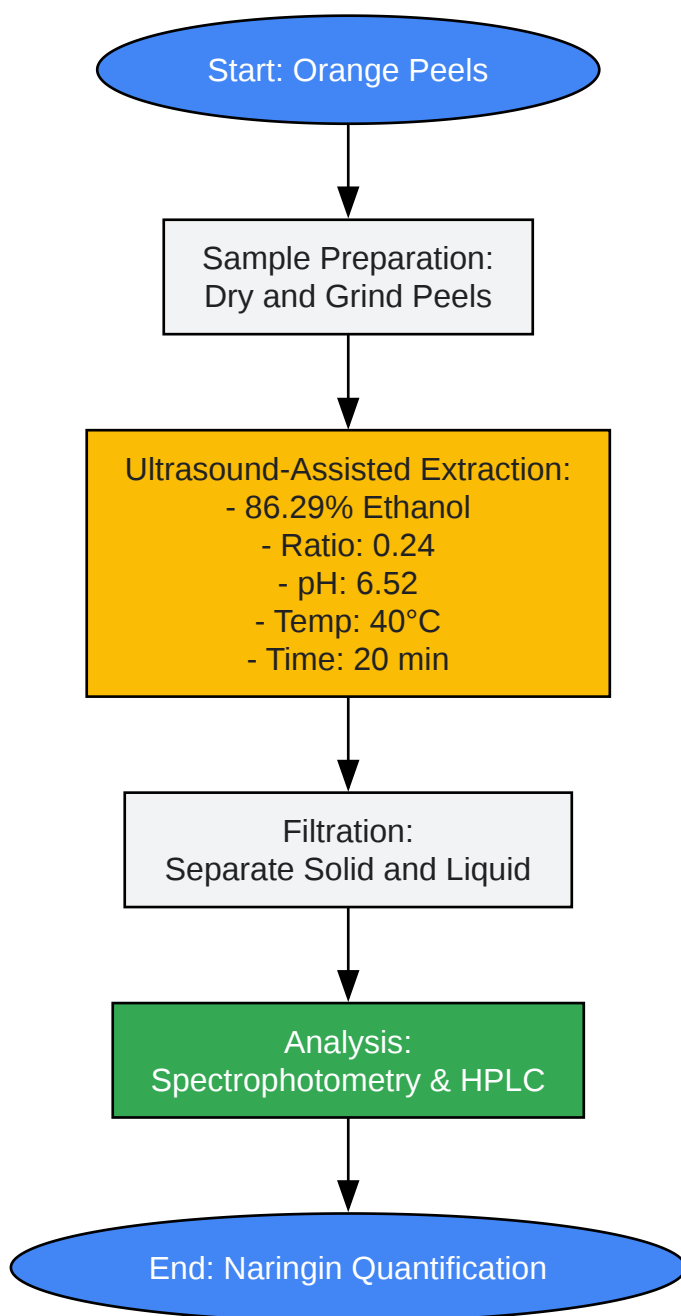 Start: Orange Peels
Sample Preparation:
Dry and Grind Peels
Ultrasound-Assisted Extraction:
- 86.29% Ethanol
- Ratio: 0.24
- pH: 6.52
- Temp: 40°C
- Time: 20 min
Filtration:
Separate Solid and Liquid
Analysis:
Spectrophotometry & HPLC
End: Naringin Quantification